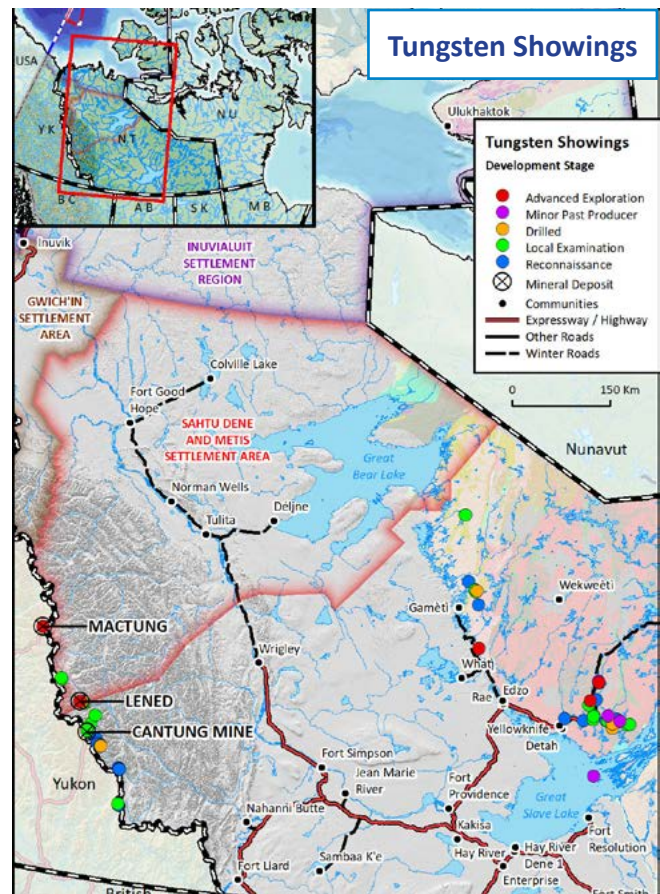 Tungsten Showings
USA
YK
NT
NU
BC
AB
SK
MB
Ulukhaktok
Tungsten Showings
Development Stage
Advanced Exploration
Minor Past Producer
Drilled
Local Examination
Reconnaissance
Mineral Deposit
Communities
Expressway / Highway
Other Roads
Winter Roads
0
150 Km
Inuvik
INUVIALUIT
SETTLEMENT
REGION
GWICH'IN
SETTLEMENT
AREA
Colville Lake
Fort Good
Hope
SAHTU DENE
AND METIS
SETTLEMENT AREA
Great
Bear Lake
Nunavut
Norman Wells
Déljne
Tulita
Wekweètì
Gamèti
MACTUNG
Wrigley
Whatì
LENED
Rae
Edzo
CANTUNG MINE
Yellowknife
Detah
Yukon
Fort Simpson
Jean Marie
River
Fort
Providence
Great
Slave Lake
Nahanni Butte
Kakisa
Fort
Resolution
Hay River
Hay River
Dene 1
Sambaa K'e
Enterprise
Fort Liard
Fort Smith
British